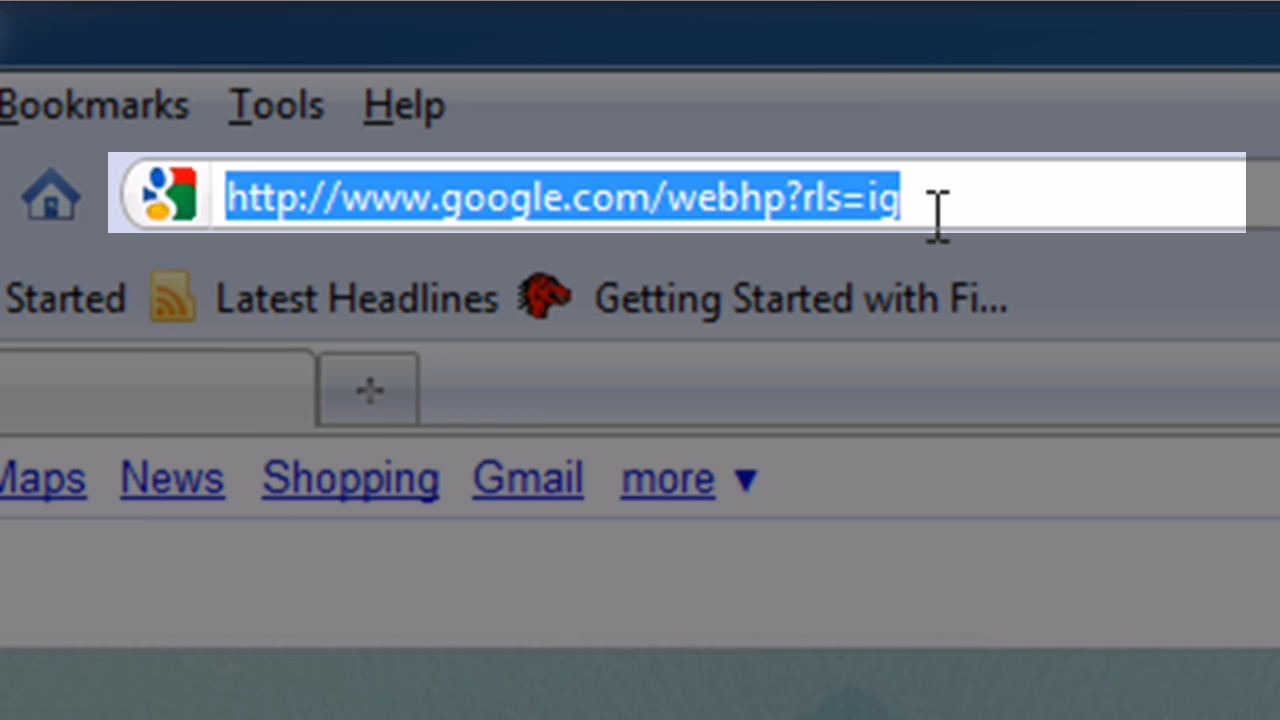 Bookmarks Tools Help
http://www.google.com/webhp?rls=ig
Started Latest Headlines Getting Started with Fi...
Maps News Shopping Gmail more ▼